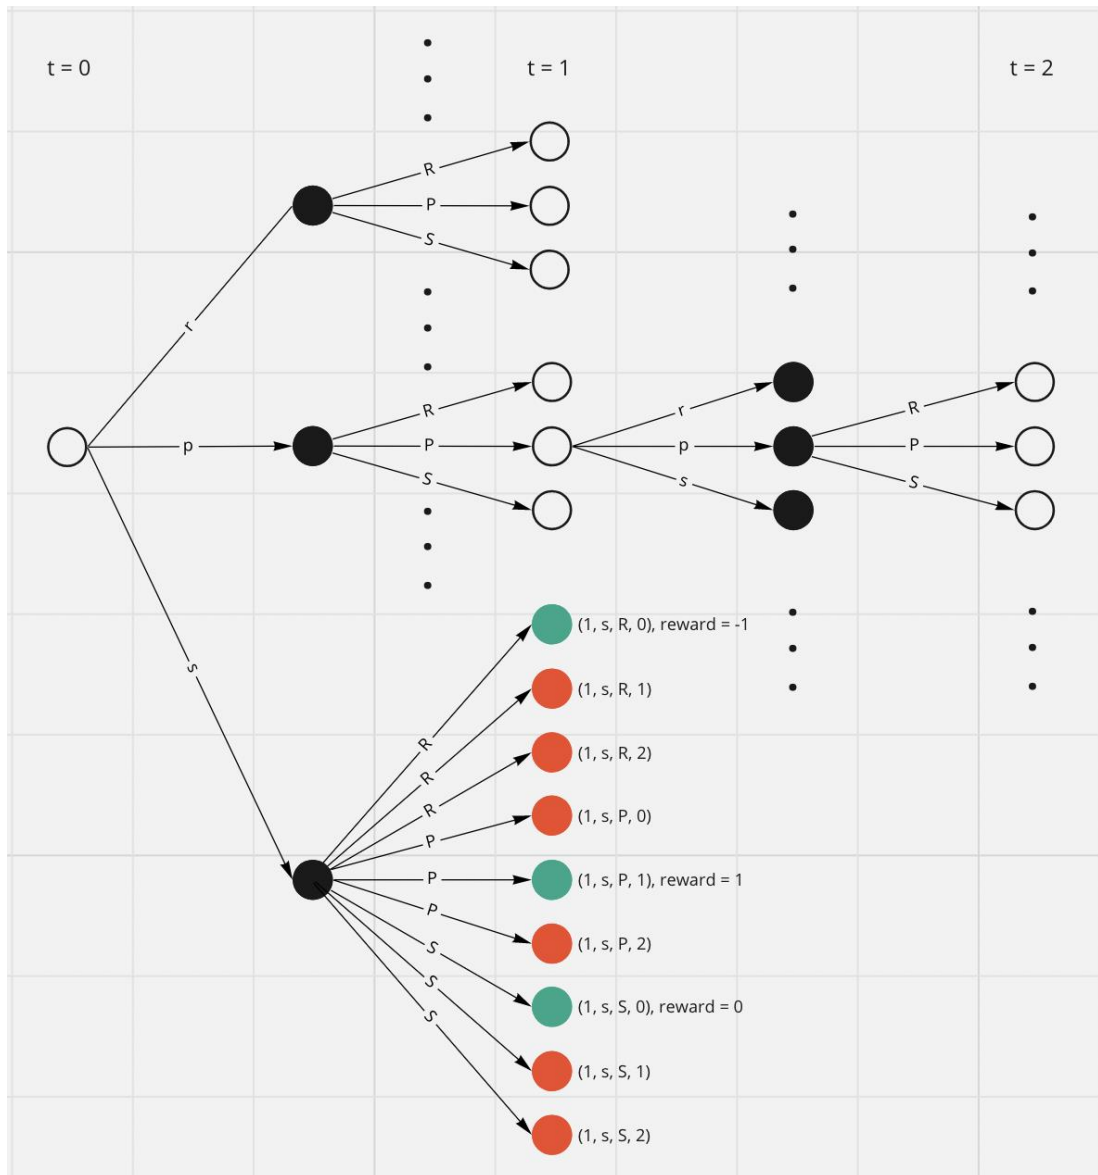 t = 0
t = 1
t = 2
R
P
S
r
R
P
S
p
r
p
s
R
P
S
s
(1, s, R, 0), reward = -1
(1, s, R, 1)
(1, s, R, 2)
(1, s, P, 0)
(1, s, P, 1), reward = 1
(1, s, P, 2)
(1, s, S, 0), reward = 0
(1, s, S, 1)
(1, s, S, 2)
R
R
R
P
P
P
S
S
S